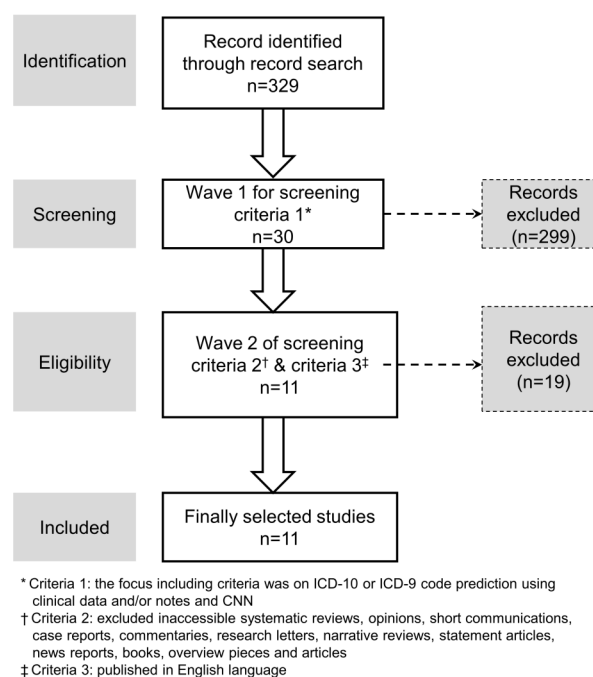 Identification
Record identified
through record search
n=329
Screening
Wave 1 for screening
criteria 1*
n=30
Records
excluded
(n=299)
Eligibility
Wave 2 of screening
criteria 2† & criteria 3‡
n=11
Records
excluded
(n=19)
Included
Finally selected studies
n=11
* Criteria 1: the focus including criteria was on ICD-10 or ICD-9 code prediction using
clinical data and/or notes and CNN
† Criteria 2: excluded inaccessible systematic reviews, opinions, short communications,
case reports, commentaries, research letters, narrative reviews, statement articles,
news reports, books, overview pieces and articles
‡ Criteria 3: published in English language